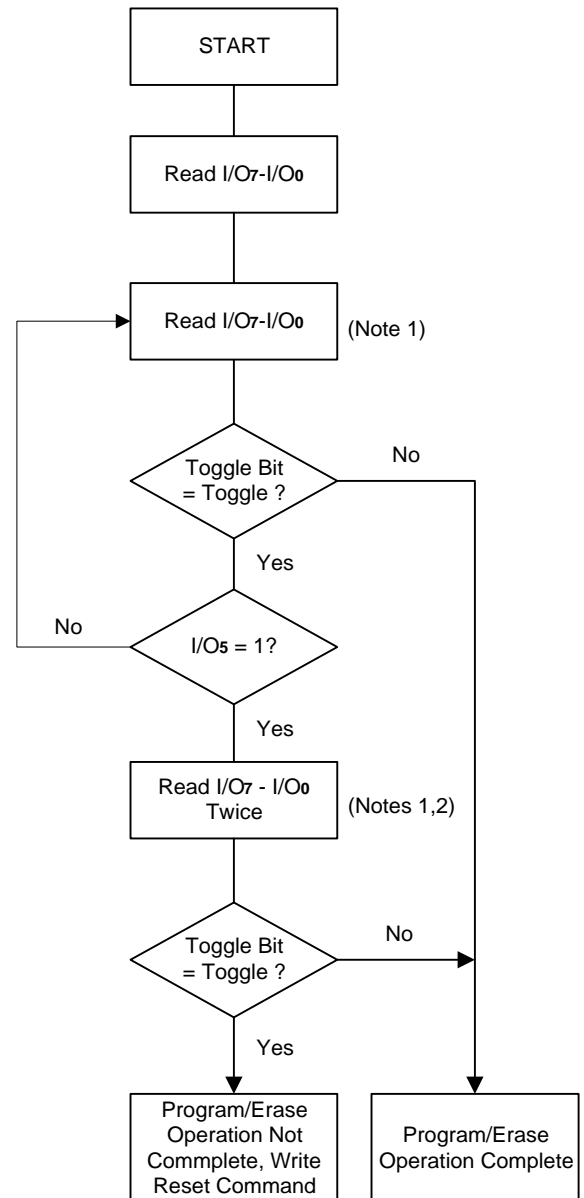 START
Read I/O7-I/O0
Read I/O7-I/O0
(Note 1)
Toggle Bit
= Toggle ?
No
Yes
No
I/O5 = 1?
Yes
Read I/O7 - I/O0
Twice
(Notes 1,2)
Toggle Bit
= Toggle ?
No
Yes
Program/Erase
Operation Not
Commplete, Write
Reset Command
Program/Erase
Operation Complete